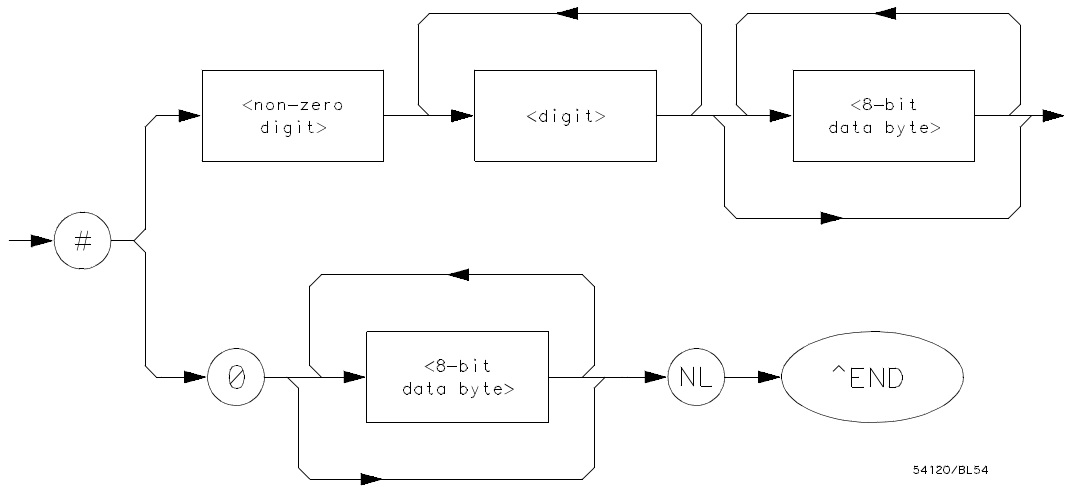 <non-zero
digit>
<digit>
<8-bit
data byte>
#
0
<8-bit
data byte>
NL
^END
54120/BL54